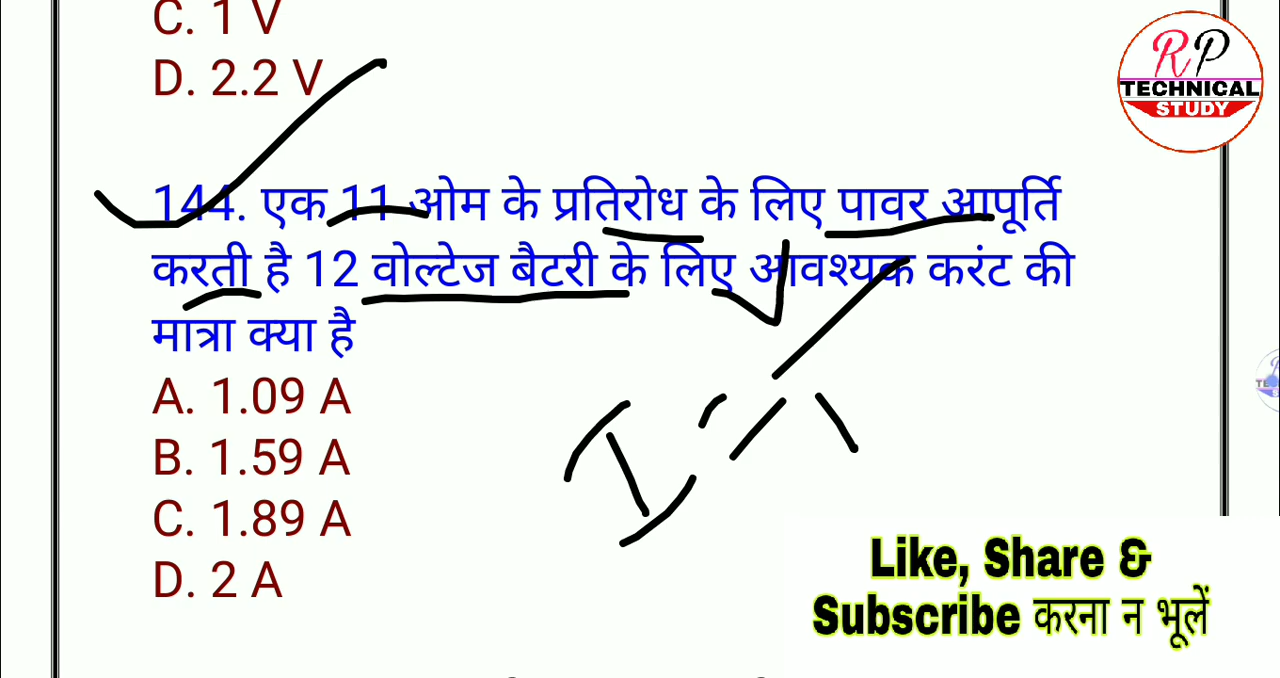 C. 1 V
D. 2.2 V
RP
TECHNICAL
STUDY
144. एक 11 ओम के प्रतिरोध के लिए पावर आपूर्ति
करती है 12 वोल्टेज बैटरी के लिए आवश्यक करंट की
मात्रा क्या है
A. 1.09 A
B. 1.59 A
C. 1.89 A
D. 2 A
Like, Share &
Subscribe करना न भूलें